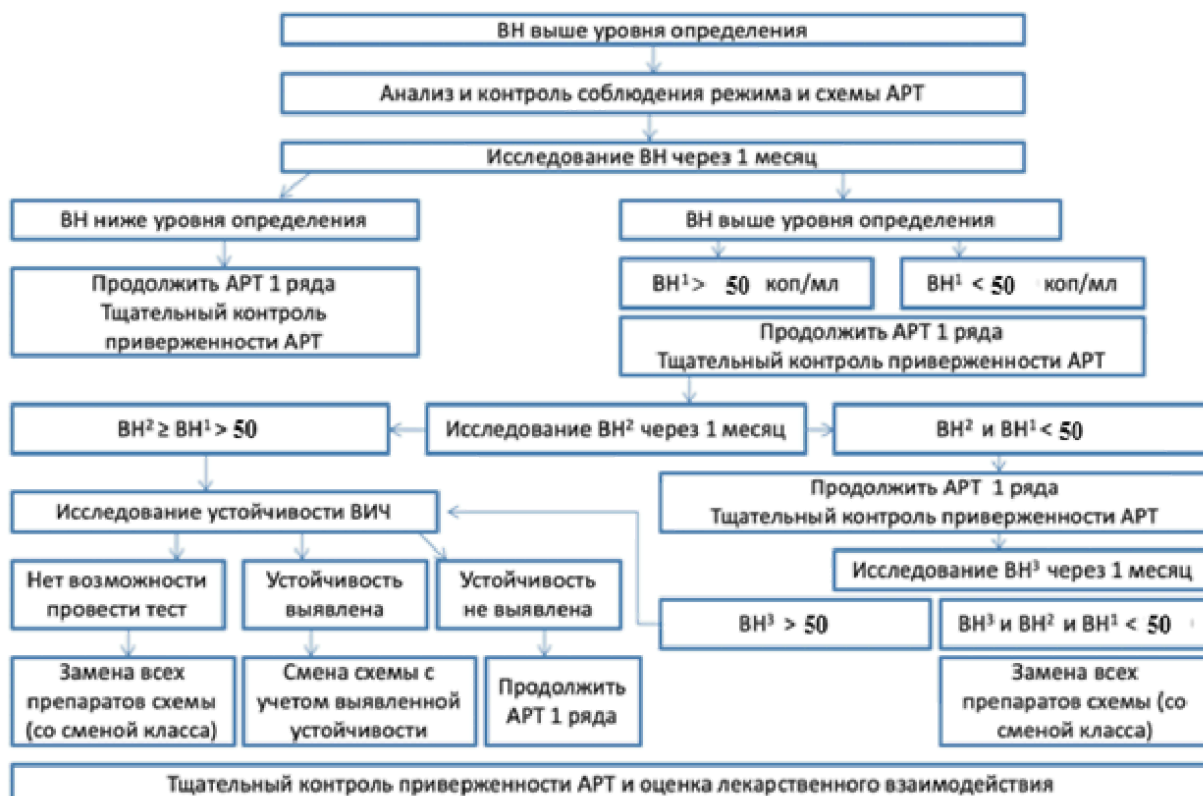 ВН выше уровня определения
Анализ и контроль соблюдения режима и схемы АРТ
Исследование ВН через 1 месяц
ВН ниже уровня определения
ВН выше уровня определения
Продолжить АРТ 1 ряда
Тщательный контроль
приверженности АРТ
ВН¹ > 50 коп/мл
ВН¹ < 50 коп/мл
Продолжить АРТ 1 ряда
Тщательный контроль приверженности АРТ
ВН² ≥ ВН¹ > 50
Исследование ВН² через 1 месяц
ВН² и ВН¹ < 50
Продолжить АРТ 1 ряда
Тщательный контроль приверженности АРТ
Исследование устойчивости ВИЧ
Исследование ВН³ через 1 месяц
Нет возможности
провести тест
Устойчивость
выявлена
Устойчивость
не выявлена
ВН³ > 50
ВН³ и ВН² и ВН¹ < 50
Замена всех
препаратов схемы
(со сменой класса)
Смена схемы с
учетом выявленной
устойчивости
Продолжить
АРТ 1 ряда
Замена всех
препаратов схемы (со
сменой класса)
Тщательный контроль приверженности АРТ и оценка лекарственного взаимодействия